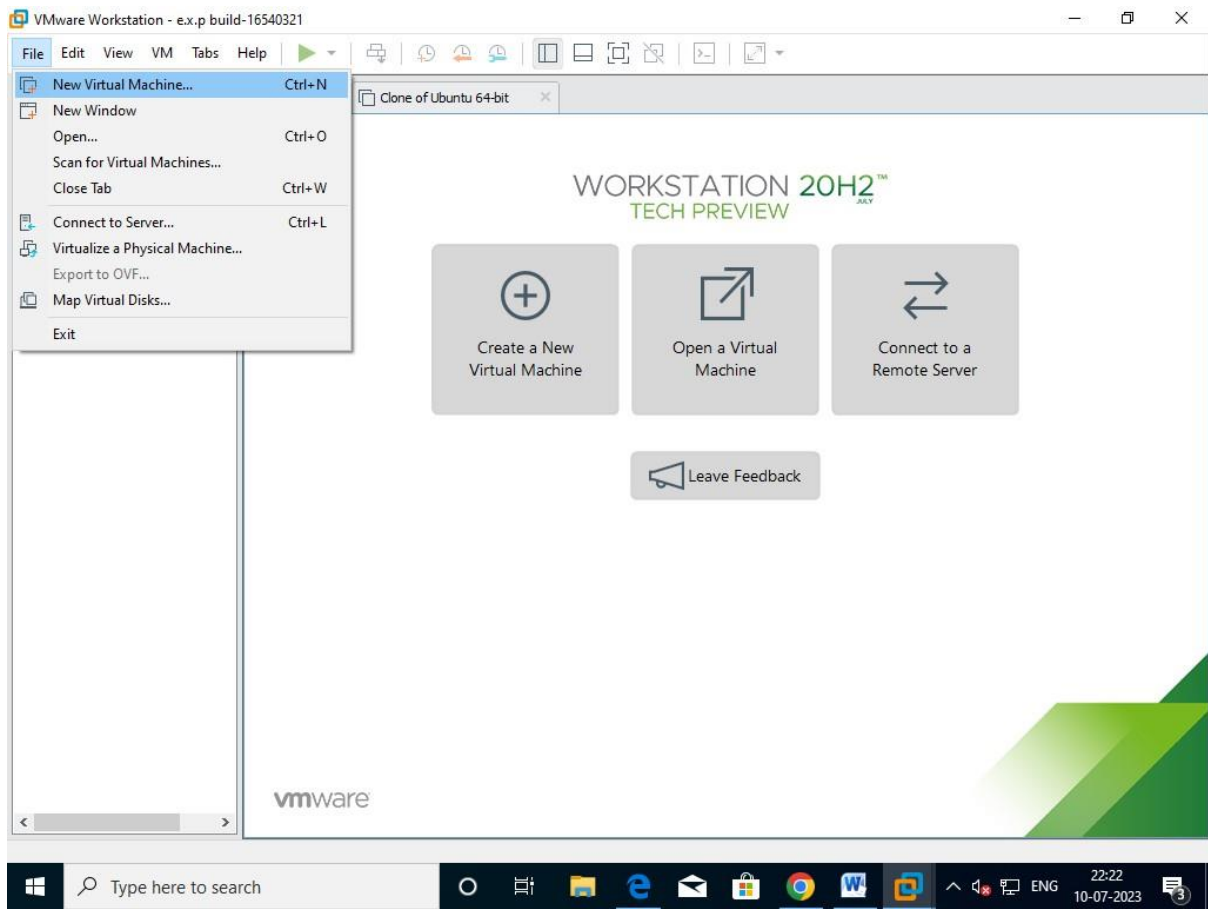 VMware Workstation - e.x.p build-16540321
File Edit View VM Tabs Help
New Virtual Machine... Ctrl+N
New Window
Open... Ctrl+O
Scan for Virtual Machines...
Close Tab Ctrl+W
Connect to Server... Ctrl+L
Virtualize a Physical Machine...
Export to OVF...
Map Virtual Disks...
Exit
Clone of Ubuntu 64-bit
WORKSTATION 20H2™
JULY
TECH PREVIEW
Create a New
Virtual Machine
Open a Virtual
Machine
Connect to a
Remote Server
Leave Feedback
vmware
Type here to search
ENG
22:22
10-07-2023
3